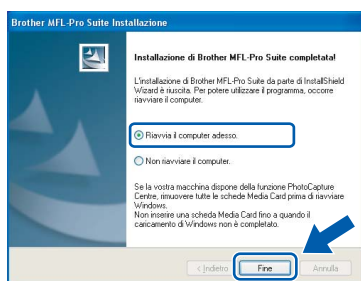 Brother MFL-Pro Suite Installazione
Installazione di Brother MFL-Pro Suite completata!
L'installazione di Brother MFL-Pro Suite da parte di InstallShield
Wizard è riuscita. Per potere utilizzare il programma, occorre
riavviare il computer.
Riavvia il computer adesso.
Non riavviare il computer.
Se la vostra macchina dispone della funzione PhotoCapture
Centre, rimuovere tutte le schede Media Card prima di riavviare
Windows.
Non inserire una scheda Media Card fino a quando il
caricamento di Windows non è completato.
< Indietro
Fine
Annulla